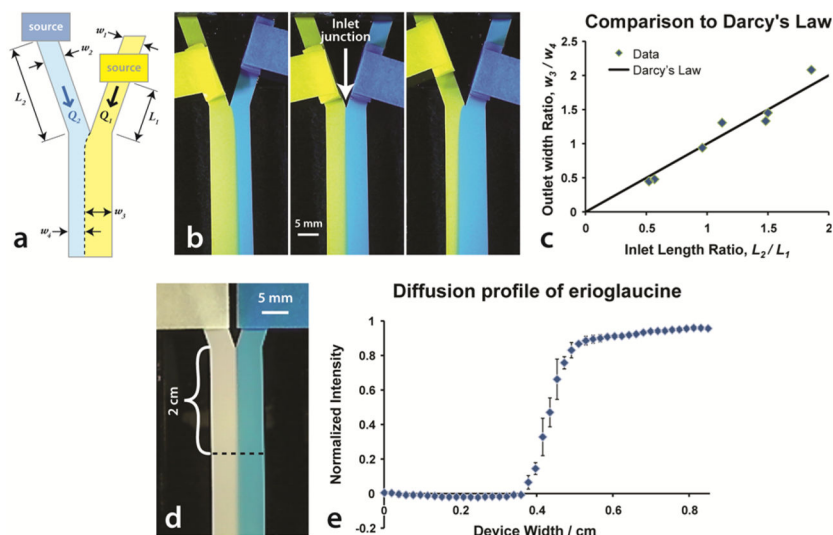 source
w₁
w₂
source
L₂
L₁
Q₂
Q₁
w₄
w₃
a
Inlet
junction
5 mm
b
Comparison to Darcy's Law
Data
Darcy's Law
Outlet width Ratio, w₃ / w₄
2.5
2
1.5
1
0.5
0
0
0.5
1
1.5
2
Inlet Length Ratio, L₂ / L₁
c
5 mm
2 cm
d
Diffusion profile of erioglaucine
Normalized Intensity
1
0.8
0.6
0.4
0.2
0
-0.2
0
0.2
0.4
0.6
0.8
Device Width / cm
e